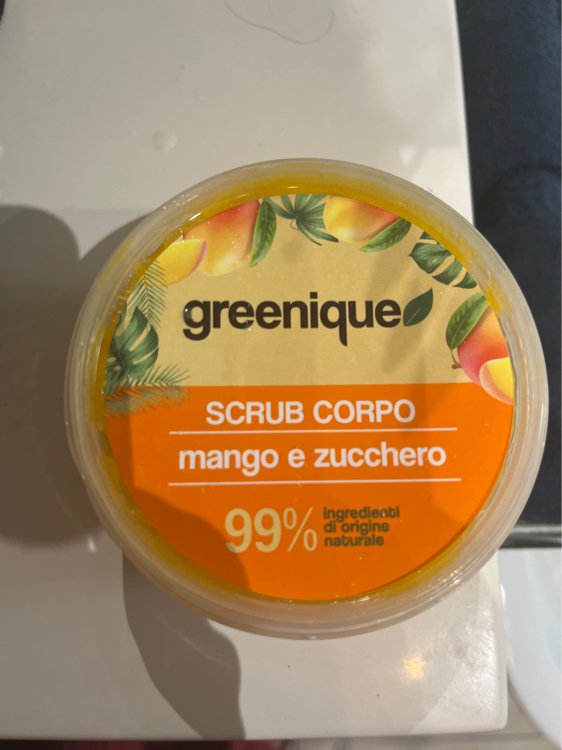 greenique
SCRUB CORPO
mango e zucchero
99% ingredienti
di origine
naturale